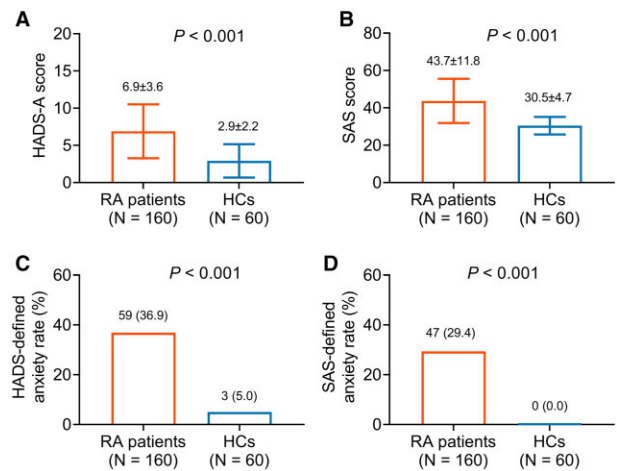 A
P < 0.001
HADS-A score
20
15
10
5
0
6.9±3.6
2.9±2.2
RA patients
(N = 160)
HCs
(N = 60)
B
P < 0.001
SAS score
80
60
40
20
0
43.7±11.8
30.5±4.7
RA patients
(N = 160)
HCs
(N = 60)
C
P < 0.001
HADS-defined
anxiety rate (%)
60
40
20
0
59 (36.9)
3 (5.0)
RA patients
(N = 160)
HCs
(N = 60)
D
P < 0.001
SAS-defined
anxiety rate (%)
60
40
20
0
47 (29.4)
0 (0.0)
RA patients
(N = 160)
HCs
(N = 60)